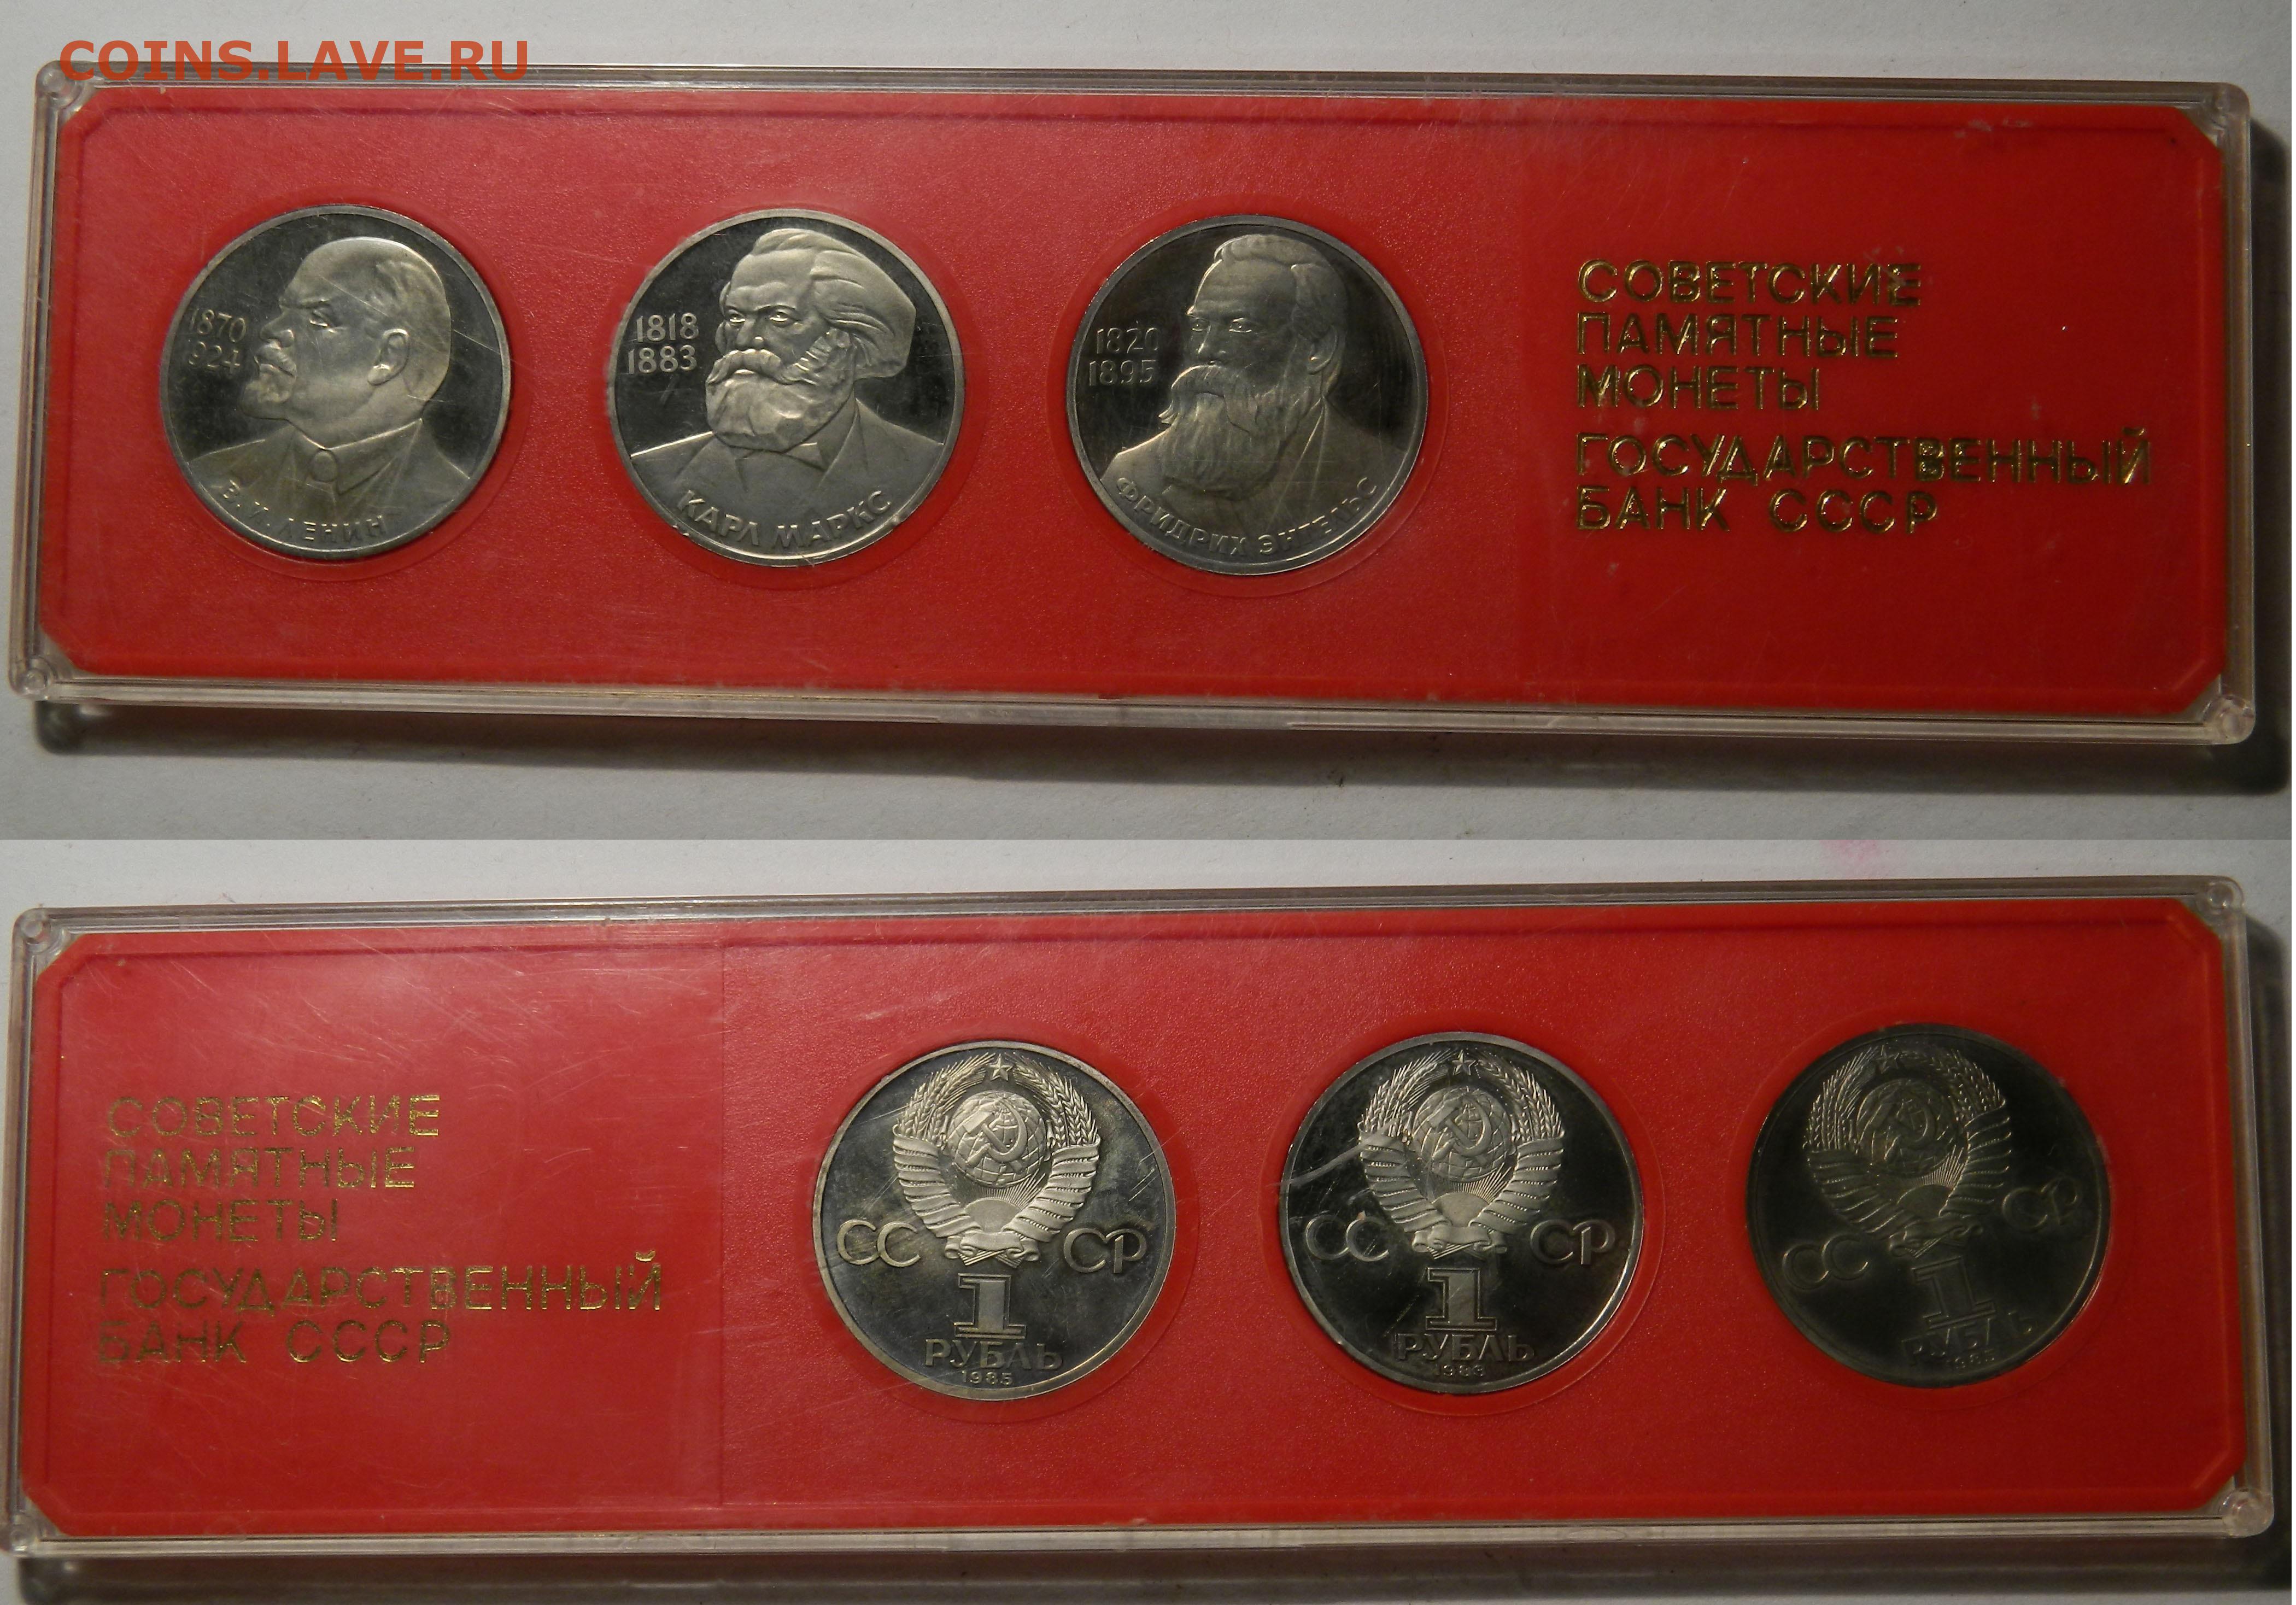 COINS.LAVE.RU
1870
1924
В.И.ЛЕНИН
1818
1883
КАРЛ МАРКС
1820
1895
ФРИДРИХ ЭНГЕЛЬС
СОВЕТСКИЕ
ПАМЯТНЫЕ
МОНЕТЫ
ГОСУДАРСТВЕННЫЙ
БАНК СССР
СОВЕТСКИЕ
ПАМЯТНЫЕ
МОНЕТЫ
ГОСУДАРСТВЕННЫЙ
БАНК СССР
СС СР
1
РУБЛЬ
1985
СС СР
1
РУБЛЬ
1983
СС СР
1
РУБЛЬ